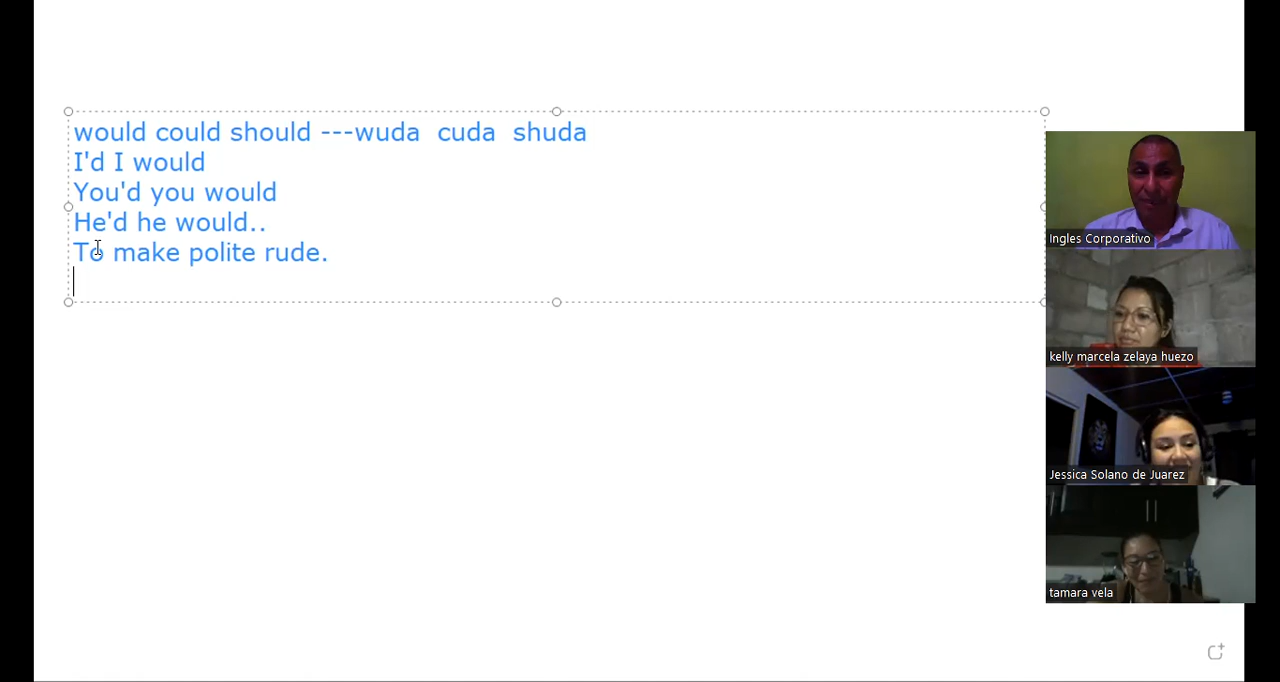 would could should ---wuda  cuda  shuda
I'd I would
You'd you would
He'd he would..
To make polite rude.
Ingles Corporativo
kelly marcela zelaya huezo
Jessica Solano de Juarez
tamara vela